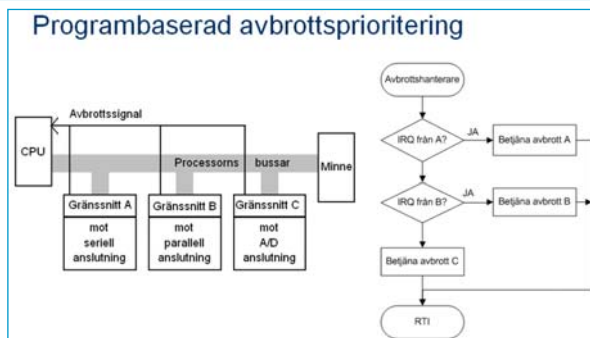 Programbaserad avbrottsprioritering
Avbrottssignal
CPU
Processorns bussar
Minne
Gränssnitt A
mot
seriell
anslutning
Gränssnitt B
mot
parallell
anslutning
Gränssnitt C
mot
A/D
anslutning
Avbrottshanterare
IRQ från A?
JA
Betjäna avbrott A
IRQ från B?
JA
Betjäna avbrott B
Betjäna avbrott C
RTI